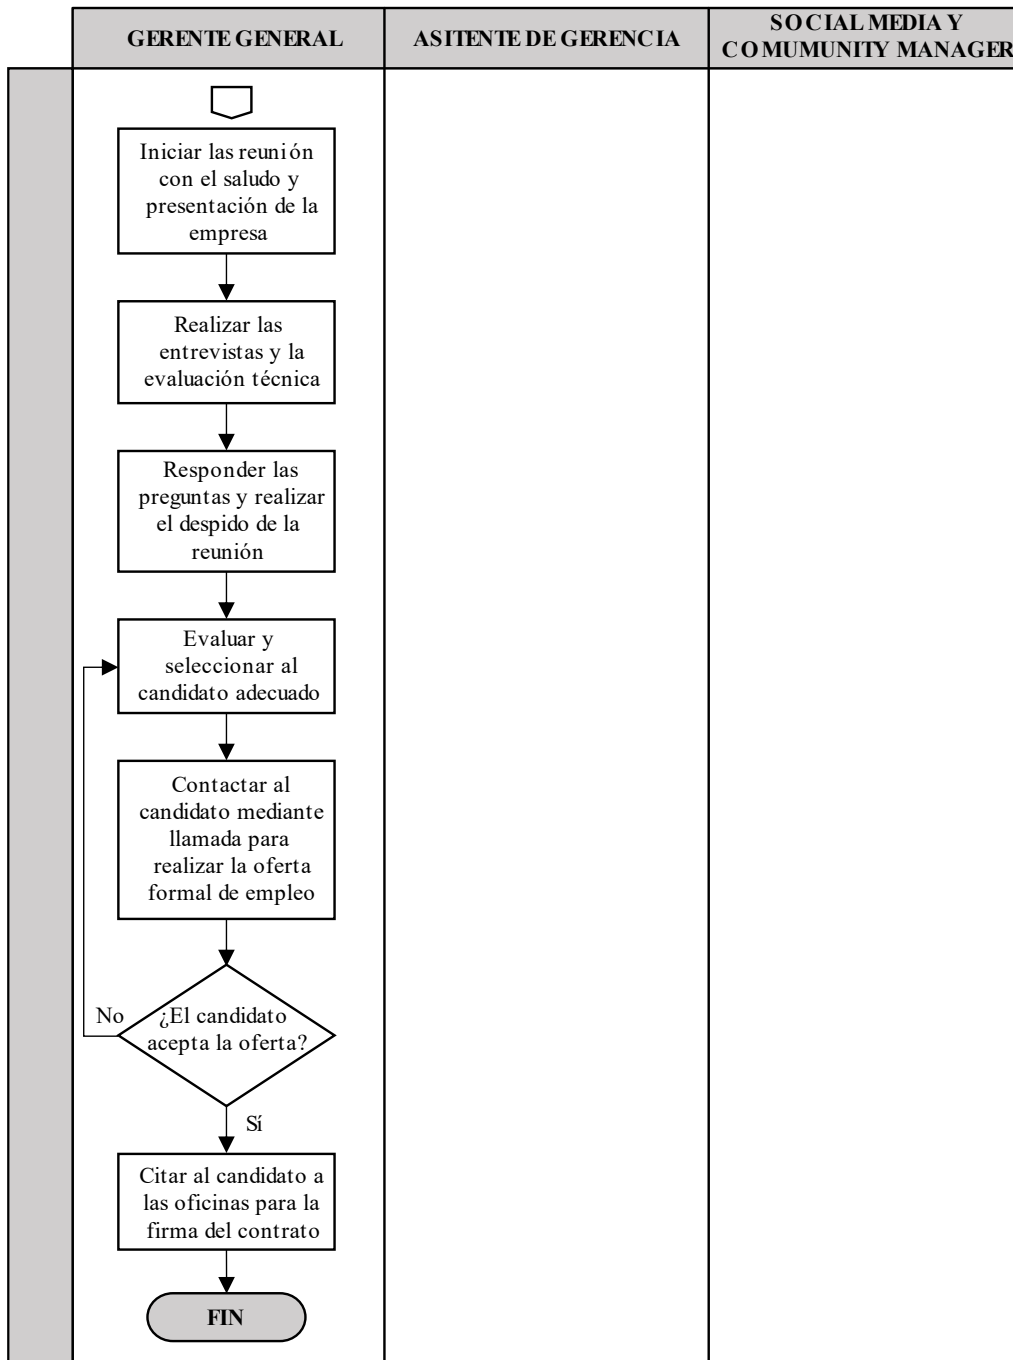 GERENTE GENERAL
ASITENTE DE GERENCIA
SOCIAL MEDIA Y
COMUMUNITY MANAGER
Iniciar las reunión
con el saludo y
presentación de la
empresa
Realizar las
entrevistas y la
evaluación técnica
Responder las
preguntas y realizar
el despido de la
reunión
Evaluar y
seleccionar al
candidato adecuado
Contactar al
candidato mediante
llamada para
realizar la oferta
formal de empleo
No
¿El candidato
acepta la oferta?
Sí
Citar al candidato a
las oficinas para la
firma del contrato
FIN